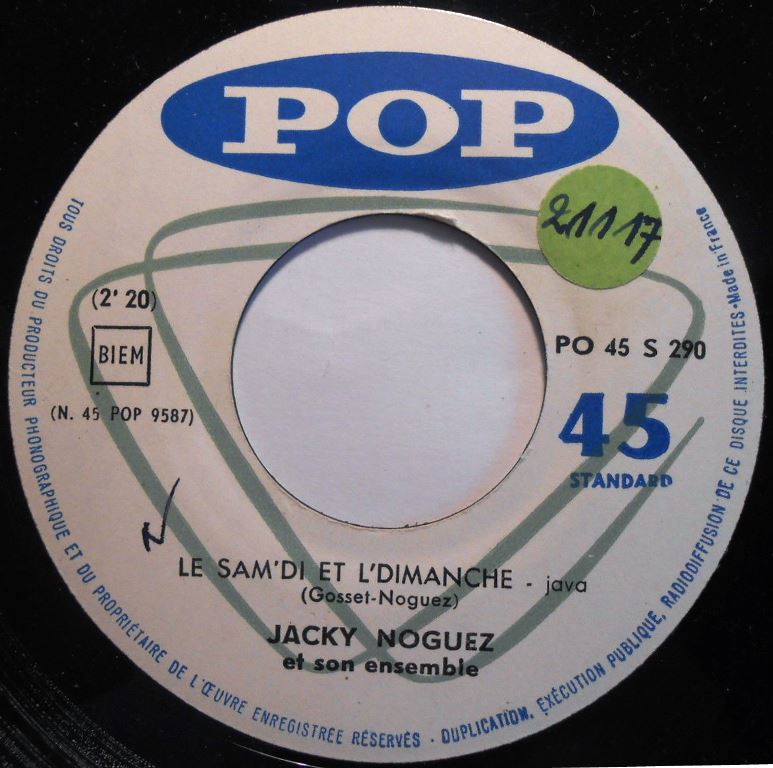 POP
21117
(2' 20)
BIEM
(N. 45 POP 9587)
PO 45 S 290
45
STANDARD
LE SAM'DI ET L'DIMANCHE - java
(Gosset-Noguez)
JACKY NOGUEZ
et son ensemble
TOUS DROITS DU PRODUCTEUR PHONOGRAPHIQUE ET DU PROPRIÉTAIRE DE L'ŒUVRE ENREGISTRÉE RÉSERVÉS - DUPLICATION, EXÉCUTION PUBLIQUE, RADIODIFFUSION DE CE DISQUE INTERDITES • Made in France